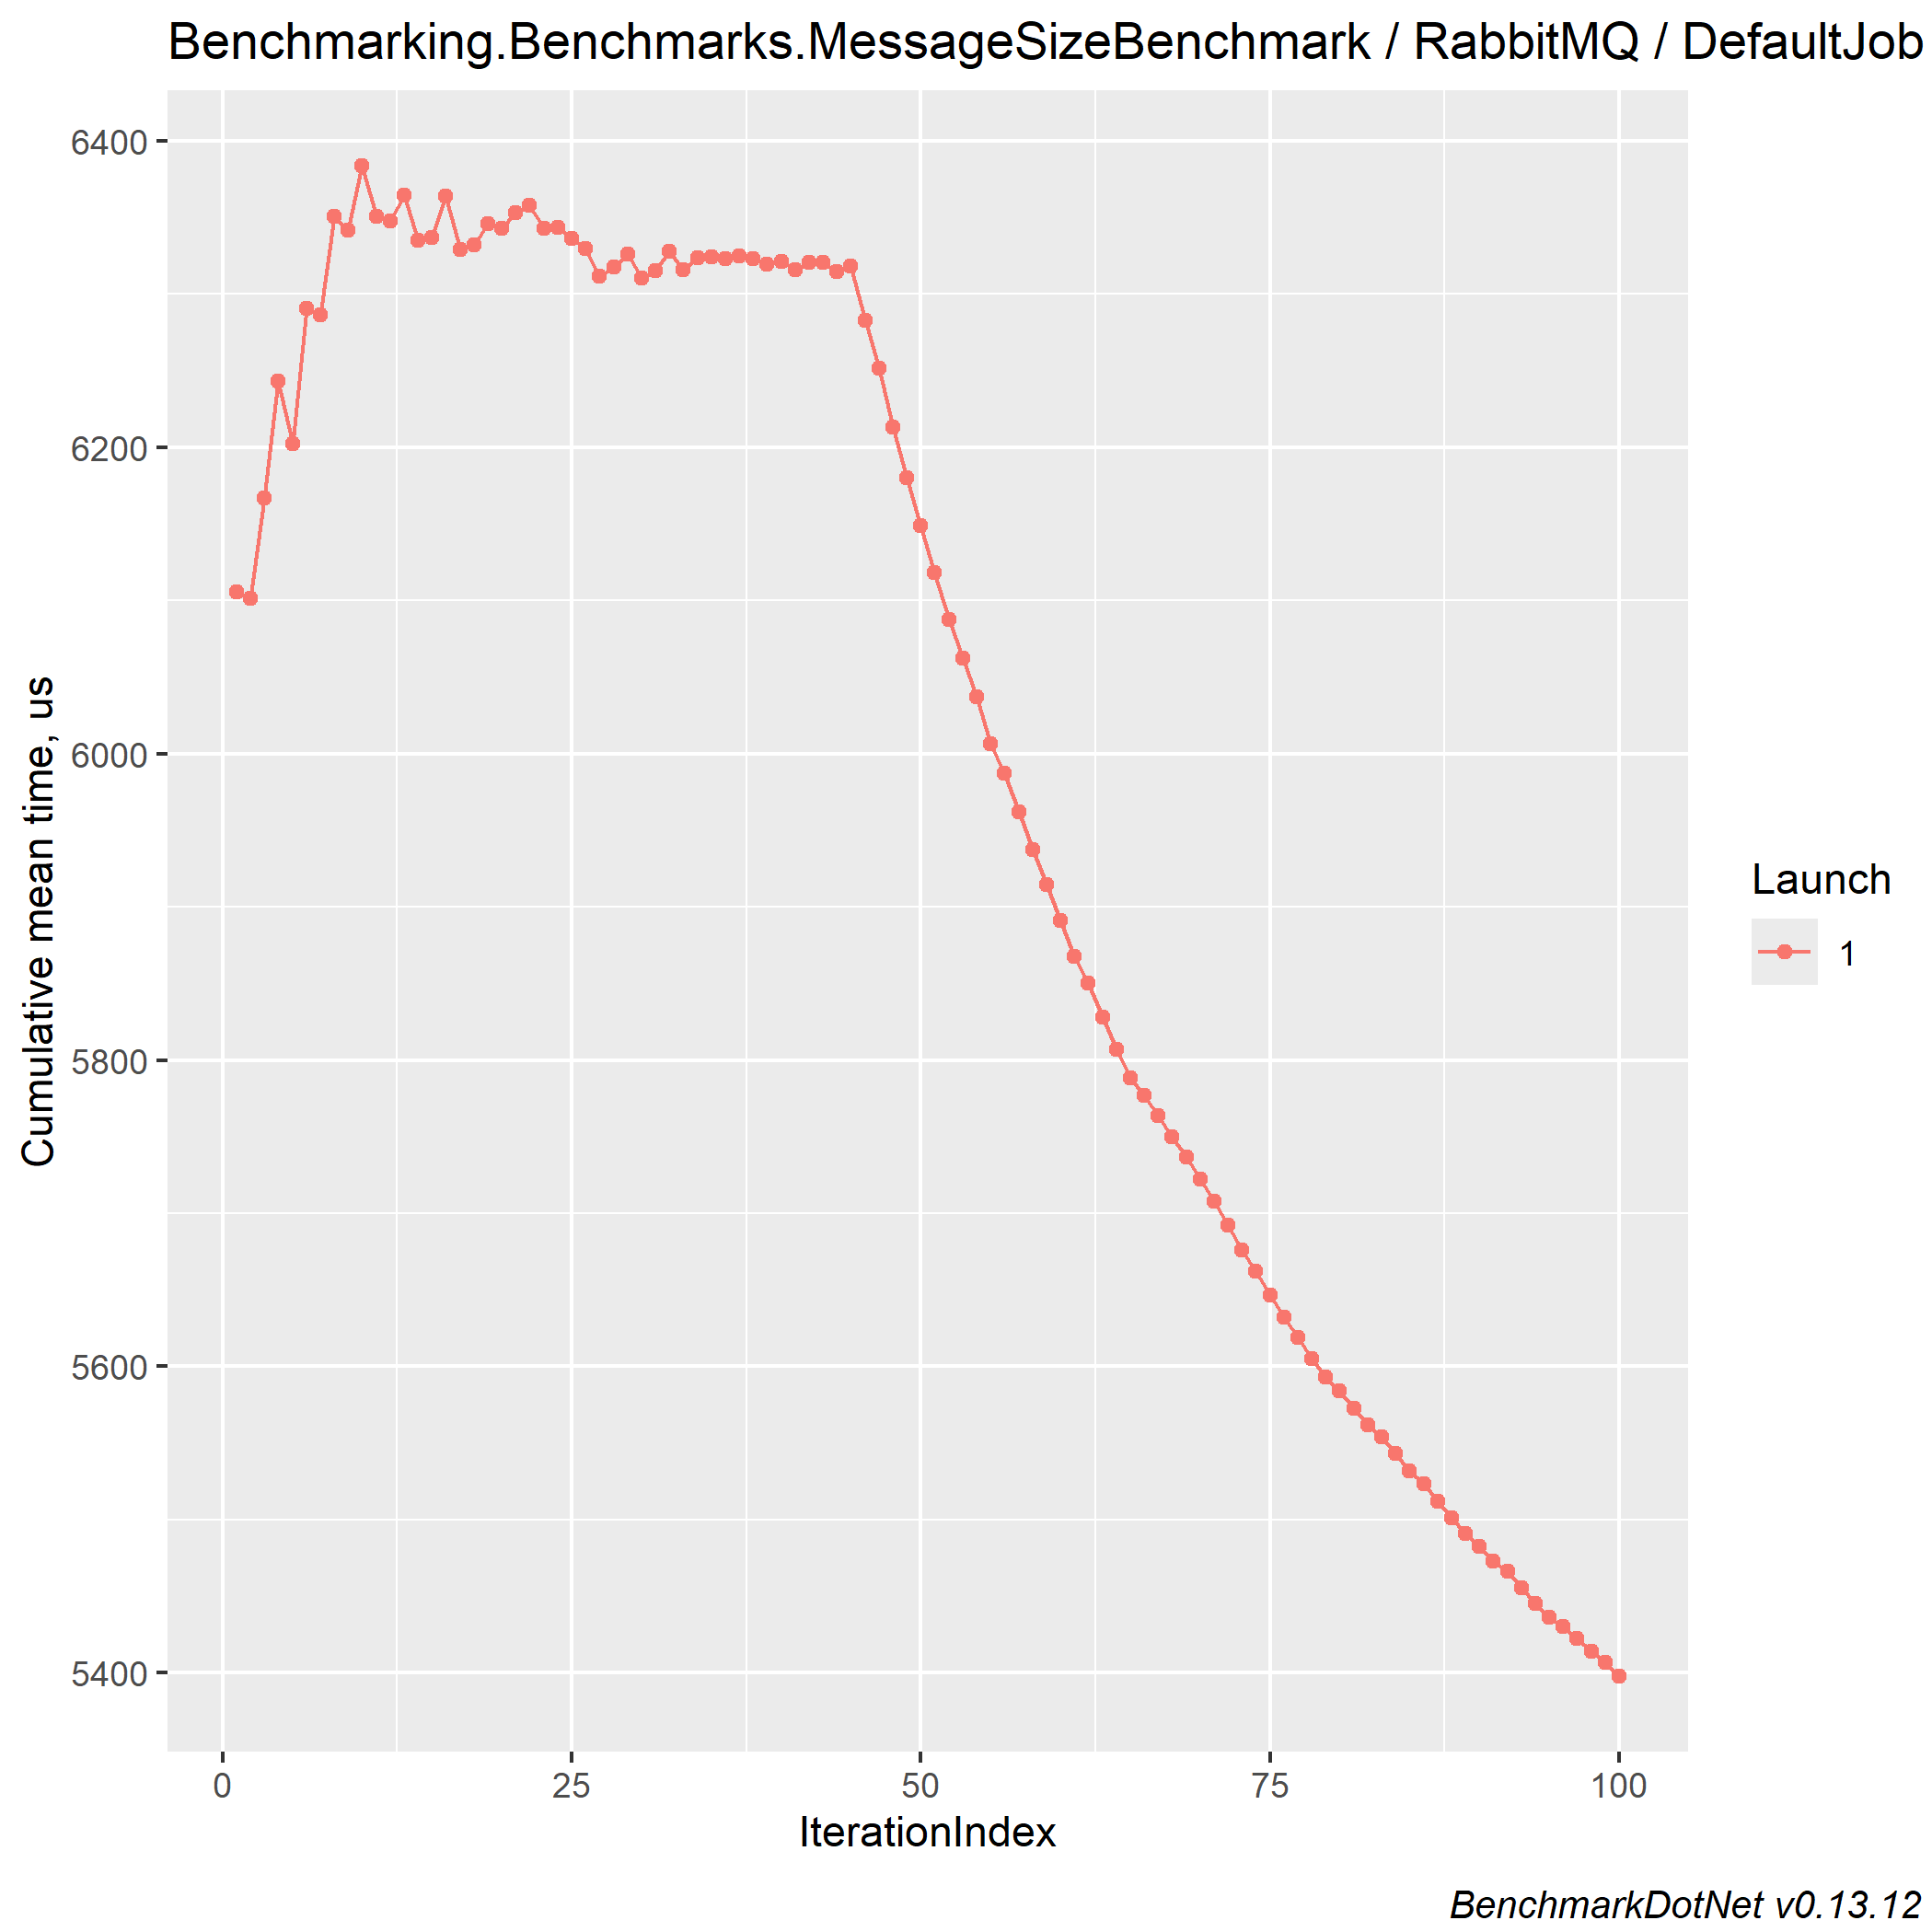 Benchmarking.Benchmarks.MessageSizeBenchmark / RabbitMQ / DefaultJob
6400
6200
6000
5800
5600
5400
Cumulative mean time, us
0 25 50 75 100
IterationIndex
Launch
1
BenchmarkDotNet v0.13.12